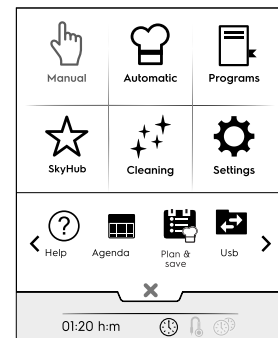 Manual Automatic Programs
SkyHub Cleaning Settings
Help Agenda Plan & Usb
save
01:20 h:m